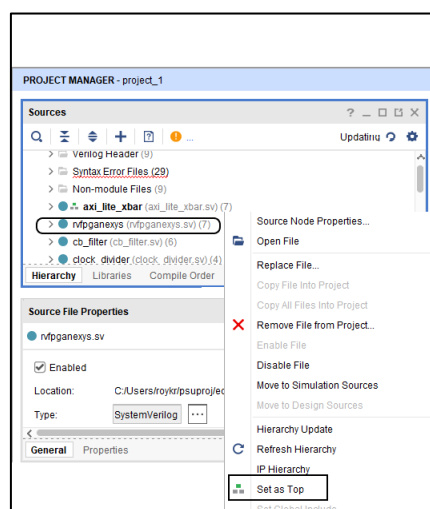 PROJECT MANAGER - project_1
Sources
? _
...
Updating
> Verilog Header (9)
> Syntax Error Files (29)
> Non-module Files (9)
> axi_lite_xbar (axi_lite_xbar.sv) (7)
> rvfpganexys (rvfpganexys.sv) (7)
> cb_filter (cb_filter.sv) (6)
> clock_divider (clock_divider.sv) (4)
Hierarchy Libraries Compile Order
Source File Properties
rvfpganexys.sv
Enabled
Location: C:/Users/roykr/psuproj/ec
Type: SystemVerilog ...
General Properties
Source Node Properties...
Open File
Replace File...
Copy File Into Project
Copy All Files Into Project
Remove File from Project...
Enable File
Disable File
Move to Simulation Sources
Move to Design Sources
Hierarchy Update
Refresh Hierarchy
IP Hierarchy
Set as Top
Set Global Include